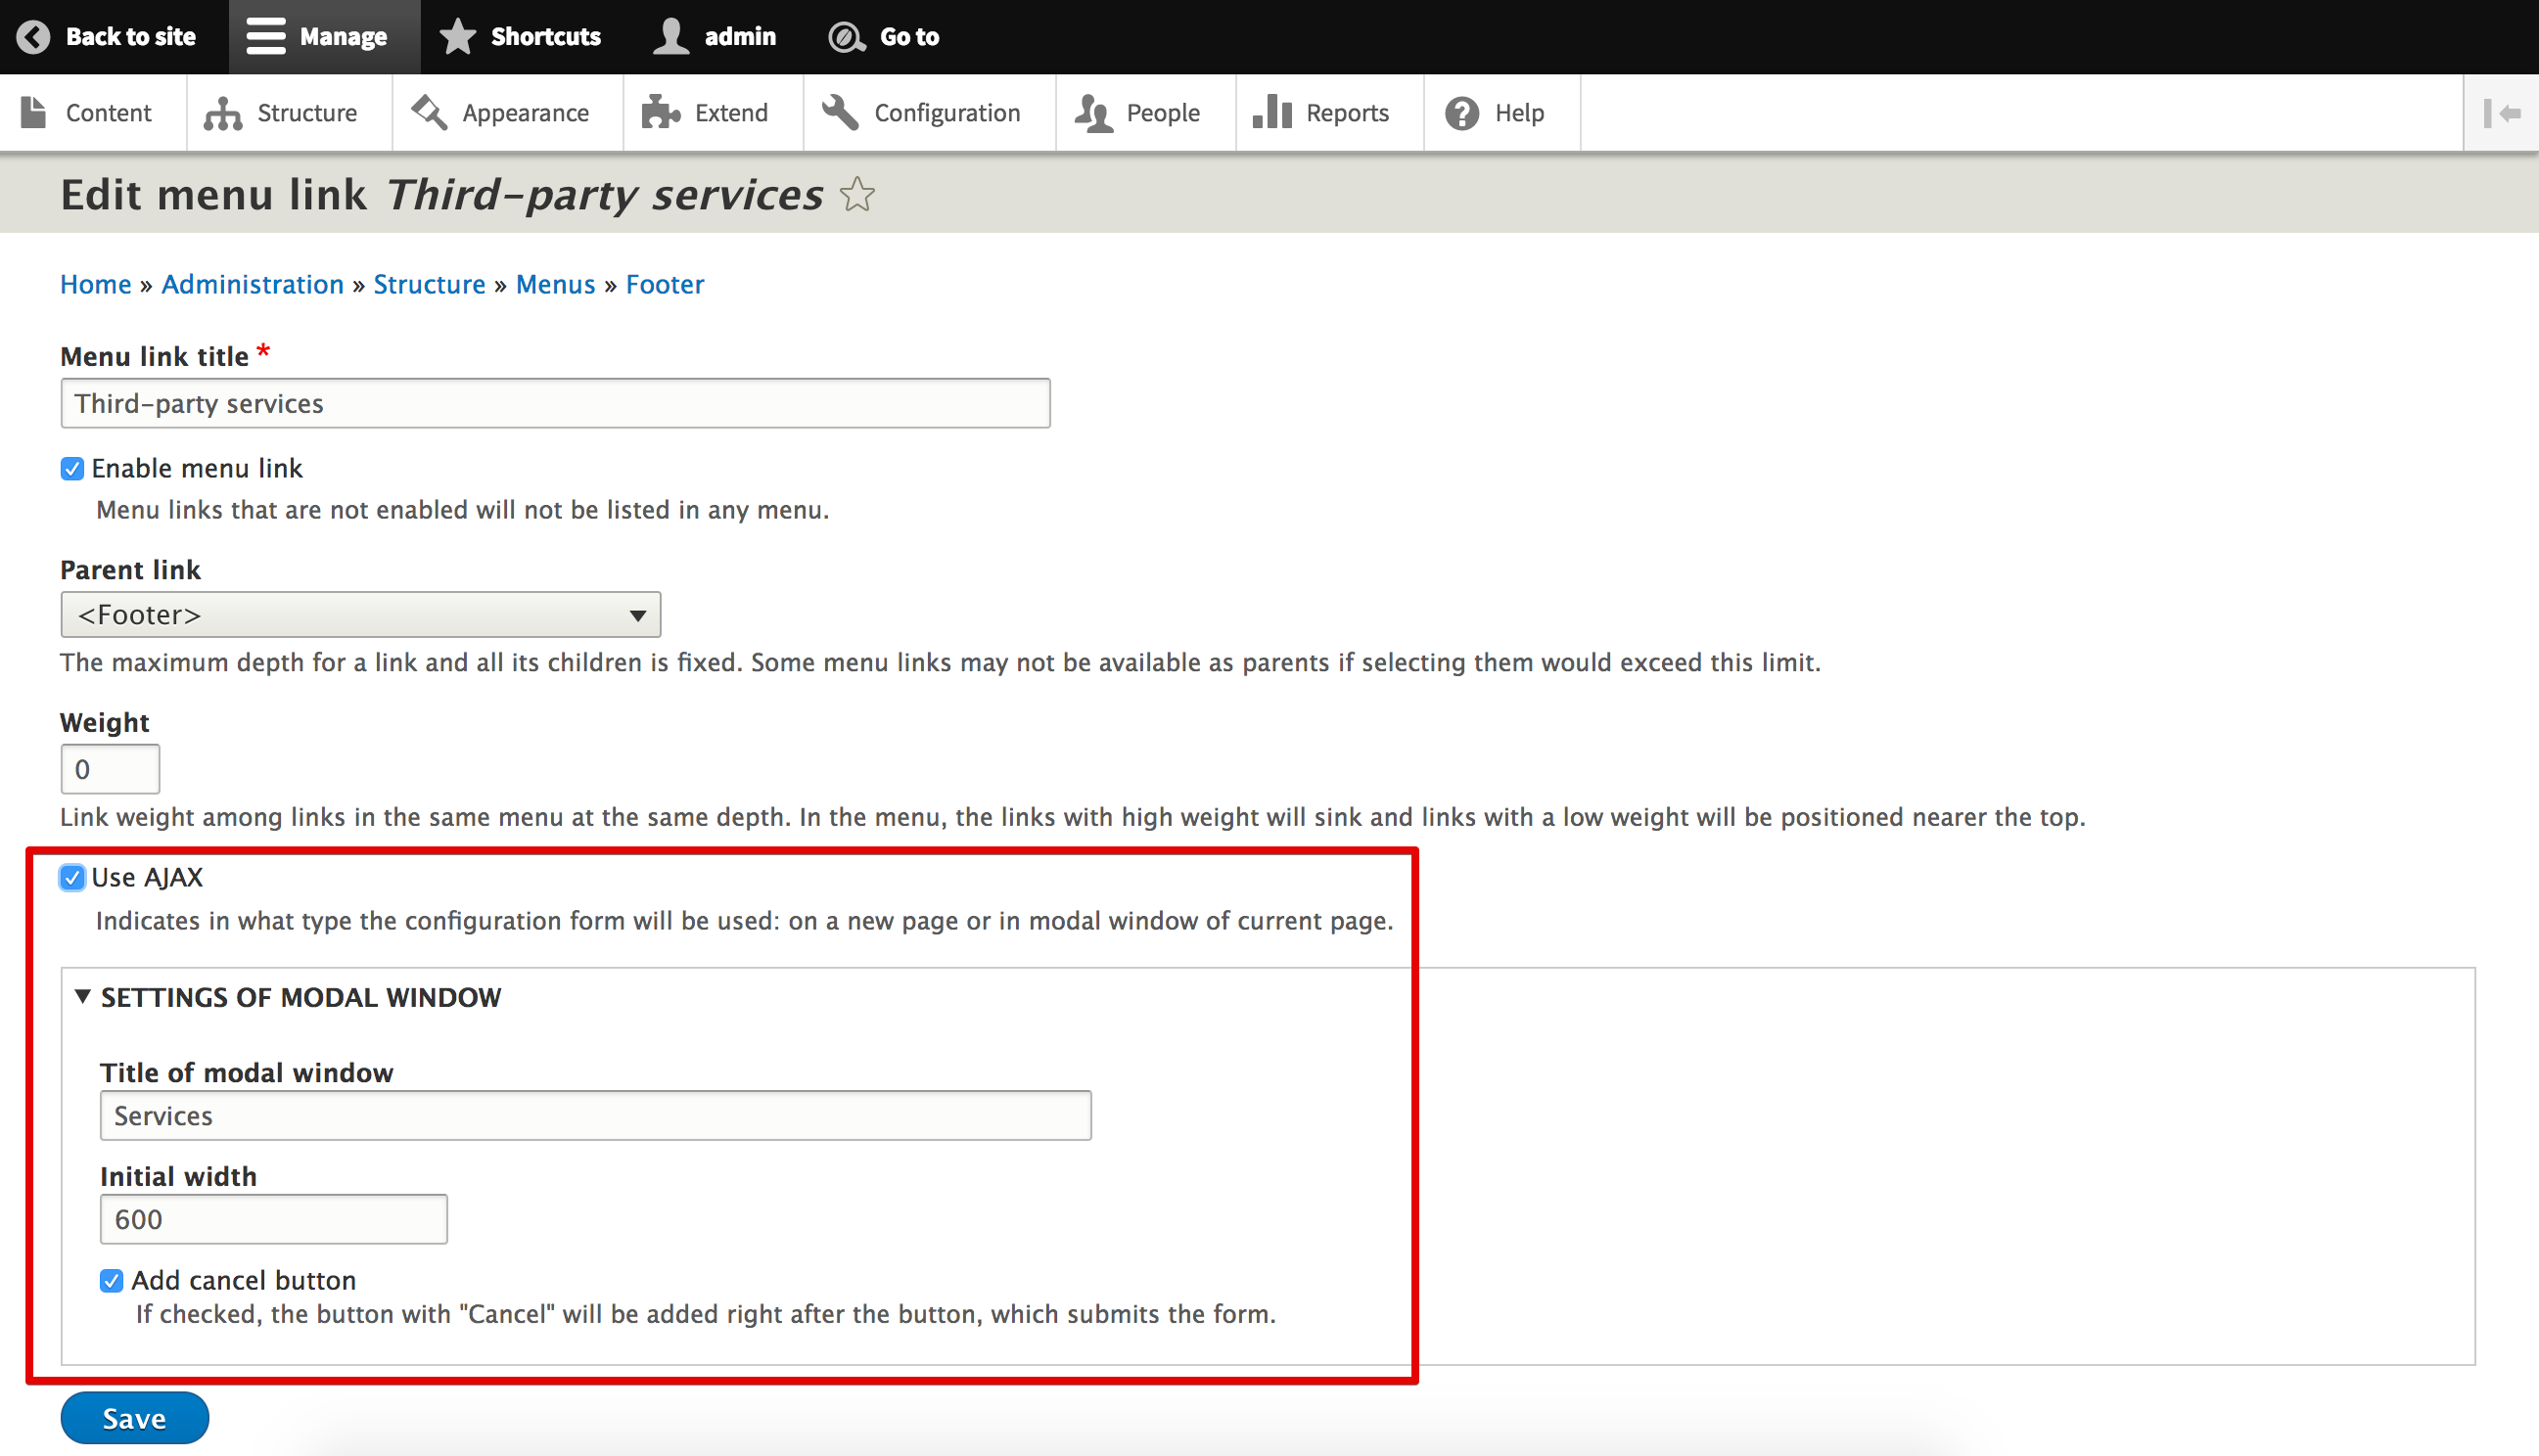 Back to site Manage Shortcuts admin Go to
Content Structure Appearance Extend Configuration People Reports Help
Edit menu link Third-party services
Home » Administration » Structure » Menus » Footer
Menu link title *
Third-party services
Enable menu link
Menu links that are not enabled will not be listed in any menu.
Parent link
<Footer>
The maximum depth for a link and all its children is fixed. Some menu links may not be available as parents if selecting them would exceed this limit.
Weight
0
Link weight among links in the same menu at the same depth. In the menu, the links with high weight will sink and links with a low weight will be positioned nearer the top.
Use AJAX
Indicates in what type the configuration form will be used: on a new page or in modal window of current page.
SETTINGS OF MODAL WINDOW
Title of modal window
Services
Initial width
600
Add cancel button
If checked, the button with "Cancel" will be added right after the button, which submits the form.
Save